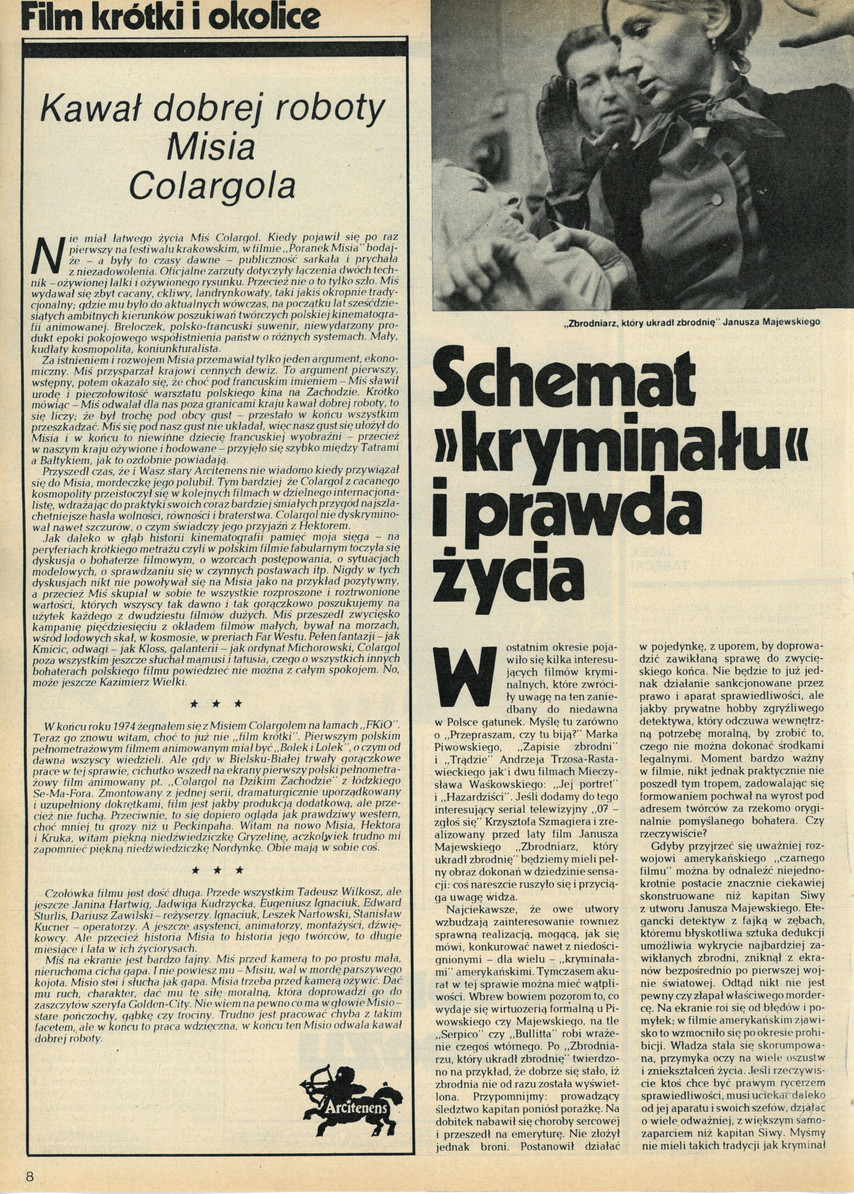 Film krótki i okolice
Kawał dobrej roboty
Misia
Colargola
Nie miał łatwego życia Miś Colargol. Kiedy pojawił się po raz
pierwszy na festiwalu krakowskim, w filmie „Poranek Misia" bodaj-
że – a były to czasy dawne – publiczność sarkała i prychała
z niezadowolenia. Oficjalne zarzuty dotyczyły łączenia dwóch tech-
nik – ożywionej lalki i ożywionego rysunku. Przecież nie o to tylko szło. Miś
wydawał się zbyt cacany, ckliwy, landrynkowaty, taki jakiś okropnie trady-
cjonalny; gdzie mu było do aktualnych wówczas, na początku lat sześćdzie-
siątych ambitnych kierunków poszukiwań twórczych polskiej kinematogra-
fii animowanej. Breloczek, polsko-francuski suwenir, niewydarzony pro-
dukt epoki pokojowego współistnienia państw o różnych systemach. Mały,
kudłaty kosmopolita, koniunkturalista.
Za istnieniem i rozwojem Misia przemawiał tylko jeden argument, ekono-
miczny. Miś przysparzał krajowi cennych dewiz. To argument pierwszy,
wstępny, potem okazało się, że choć pod francuskim imieniem – Miś sławił
urodę i pieczołowitość warsztatu polskiego kina na Zachodzie. Krótko
mówiąc – Miś odwalał dla nas poza granicami kraju kawał dobrej roboty, to
się liczy; że był trochę pod obcy gust – przestało w końcu wszystkim
przeszkadzać. Miś się pod nasz gust nie układał, więc nasz gust się ułożył do
Misia i w końcu to niewinne dziecię francuskiej wyobraźni – przecież
w naszym kraju ożywione i hodowane – przyjęło się szybko między Tatrami
a Bałtykiem, jak to ozdobnie powiadają.
Przyszedł czas, że i Wasz stary Arcitenens nie wiadomo kiedy przywiązał
się do Misia, mordeczkę jego polubił. Tym bardziej że Colargol z cacanego
kosmopolity przeistoczył się w kolejnych filmach w dzielnego internacjona-
listę, wdrażając do praktyki swoich coraz bardziej śmiałych przygód najszla-
chetniejsze hasła wolności, równości i braterstwa. Colargol nie dyskrymino-
wał nawet szczurów, o czym świadczy jego przyjaźń z Hektorem.
Jak daleko w głąb historii kinematografii pamięć moja sięga – na
peryferiach krótkiego metrażu czyli w polskim filmie fabularnym toczyła się
dyskusja o bohaterze filmowym, o wzorcach postępowania, o sytuacjach
modelowych, o sprawdzaniu się w czynnych postawach itp. Nigdy w tych
dyskusjach nikt nie powoływał się na Misia jako na przykład pozytywny,
a przecież Miś skupiał w sobie te wszystkie rozproszone i roztrwonione
wartości, których wszyscy tak dawno i tak gorączkowo poszukujemy na
użytek każdego z dwudziestu filmów dużych. Miś przeszedł zwycięsko
kampanię pięćdziesięciu z okładem filmów małych, bywał na morzach,
wśród lodowych skał, w kosmosie, w preriach Far Westu. Pełen fantazji – jak
Kmicic, odwagi – jak Kloss, galanterii – jak ordynat Michorowski, Colargol
poza wszystkim jeszcze słuchał mamusi i tatusia, czego o wszystkich innych
bohaterach polskiego filmu powiedzieć nie można z całym spokojem. No,
może jeszcze Kazimierz Wielki.
★ ★ ★
W końcu roku 1974 żegnałem się z Misiem Colargolem na łamach „FKiO".
Teraz go znowu witam, choć to już nie „film krótki". Pierwszym polskim
pełnometrażowym filmem animowanym miał być „Bolek i Lolek", o czym od
dawna wszyscy wiedzieli. Ale gdy w Bielsku-Białej trwały gorączkowe
prace w tej sprawie, cichutko wszedł na ekrany pierwszy polski pełnometra-
żowy film animowany pt. „Colargol na Dzikim Zachodzie" z łódzkiego
Se-Ma-Fora. Zmontowany z jednej serii, dramaturgicznie uporządkowany
i uzupełniony dokrętkami, film jest jakby produkcją dodatkową, ale prze-
cież nie fuchą. Przeciwnie, to się dopiero ogląda jak prawdziwy western,
choć mniej tu grozy niż u Peckinpaha. Witam na nowo Misia, Hektora
i Kruka, witam piękną niedźwiedziczkę Gryzelinę, aczkolwiek trudno mi
zapomnieć piękną niedźwiedziczkę Nordynkę. Obie mają w sobie coś.
★ ★ ★
Czołówka filmu jest dość długa. Przede wszystkim Tadeusz Wilkosz, ale
jeszcze Janina Hartwig, Jadwiga Kudrzycka, Eugeniusz Ignaciuk, Edward
Sturlis, Dariusz Zawilski – reżyserzy. Ignaciuk, Leszek Nartowski, Stanisław
Kucner – operatorzy. A jeszcze asystenci, animatorzy, montażyści, dźwię-
kowcy. Ale przecież historia Misia to historia jego twórców, to długie
miesiące i lata w ich życiorysach.
Miś na ekranie jest bardzo fajny. Miś przed kamerą to po prostu mała,
nieruchoma cicha gapa. I nie powiesz mu – Misiu, wal w mordę parszywego
kojota. Misio stoi i słucha jak gapa. Misia trzeba przed kamerą ożywić. Dać
mu ruch, charakter, dać mu tę siłę moralną, która doprowadzi go do
zaszczytów szeryfa Golden-City. Nie wiem na pewno co ma w głowie Misio –
stare pończochy, gąbkę czy trociny. Trudno jest pracować chyba z takim
facetem, ale w końcu to praca wdzięczna, w końcu ten Misio odwala kawał
dobrej roboty.
Arcitenens
8
„Zbrodniarz, który ukradł zbrodnię" Janusza Majewskiego
Schemat
»kryminału«
i prawda
życia
W ostatnim okresie poja-
wiło się kilka interesu-
jących filmów krymi-
nalnych, które zwróci-
ły uwagę na ten zanie-
dbany do niedawna
w Polsce gatunek. Myślę tu zarówno
o „Przepraszam, czy tu biją?" Marka
Piwowskiego, „Zapisie zbrodni"
i „Trądzie" Andrzeja Trzosa-Rasta-
wieckiego jak i dwu filmach Mieczy-
sława Waśkowskiego: „Jej portret"
i „Hazardziści". Jeśli dodamy do tego
interesujący serial telewizyjny „07 –
zgłoś się" Krzysztofa Szmagiera i zre-
alizowany przed laty film Janusza
Majewskiego „Zbrodniarz, który
ukradł zbrodnię" będziemy mieli peł-
ny obraz dokonań w dziedzinie sensa-
cji: coś nareszcie ruszyło się i przycią-
ga uwagę widza.
Najciekawsze, że owe utwory
wzbudzają zainteresowanie również
sprawną realizacją, mogącą, jak się
mówi, konkurować nawet z niedości-
gnionymi – dla wielu – „kryminała-
mi" amerykańskimi. Tymczasem aku-
rat w tej sprawie można mieć wątpli-
wości. Wbrew bowiem pozorom to, co
wydaje się wirtuozerią formalną u Pi-
wowskiego czy Majewskiego, na tle
„Serpico" czy „Bullitta" robi wraże-
nie czegoś wtórnego. Po „Zbrodnia-
rzu, który ukradł zbrodnię" twierdzo-
no na przykład, że dobrze się stało, iż
zbrodnia nie od razu została wyświet-
lona. Przypomnijmy: prowadzący
śledztwo kapitan poniósł porażkę. Na
dobitek nabawił się choroby sercowej
i przeszedł na emeryturę. Nie złożył
jednak broni. Postanowił działać
w pojedynkę, z uporem, by doprowa-
dzić zawikłaną sprawę do zwycię-
skiego końca. Nie będzie to już jed-
nak działanie sankcjonowane przez
prawo i aparat sprawiedliwości, ale
jakby prywatne hobby zgryźliwego
detektywa, który odczuwa wewnętrz-
ną potrzebę moralną, by zrobić to,
czego nie można dokonać środkami
legalnymi. Moment bardzo ważny
w filmie, nikt jednak praktycznie nie
poszedł tym tropem, zadowalając się
formowaniem pochwał na wyrost pod
adresem twórców za rzekomo orygi-
nalnie pomyślanego bohatera. Czy
rzeczywiście?
Gdyby przyjrzeć się uważniej roz-
wojowi amerykańskiego „czarnego
filmu" można by odnaleźć niejedno-
krotnie postacie znacznie ciekawiej
skonstruowane niż kapitan Siwy
z utworu Janusza Majewskiego. Ele-
gancki detektyw z fajką w zębach,
któremu błyskotliwa sztuka dedukcji
umożliwia wykrycie najbardziej za-
wikłanych zbrodni, zniknął z ekra-
nów bezpośrednio po pierwszej woj-
nie światowej. Odtąd nikt nie jest
pewny czy złapał właściwego morder-
cę. Na ekranie roi się od błędów i po-
myłek; w filmie amerykańskim zjawi-
sko to wzmocniło się po okresie prohi-
bicji. Władza stała się skorumpowa-
na, przymyka oczy na wiele oszustw
i zniekształceń życia. Jeśli rzeczywiś-
cie ktoś chce być prawym rycerzem
sprawiedliwości, musi uciekać daleko
od jej aparatu i swoich szefów, działać
o wiele odważniej, z większym samo-
zaparciem niż kapitan Siwy. Myśmy
nie mieli takich tradycji jak kryminał